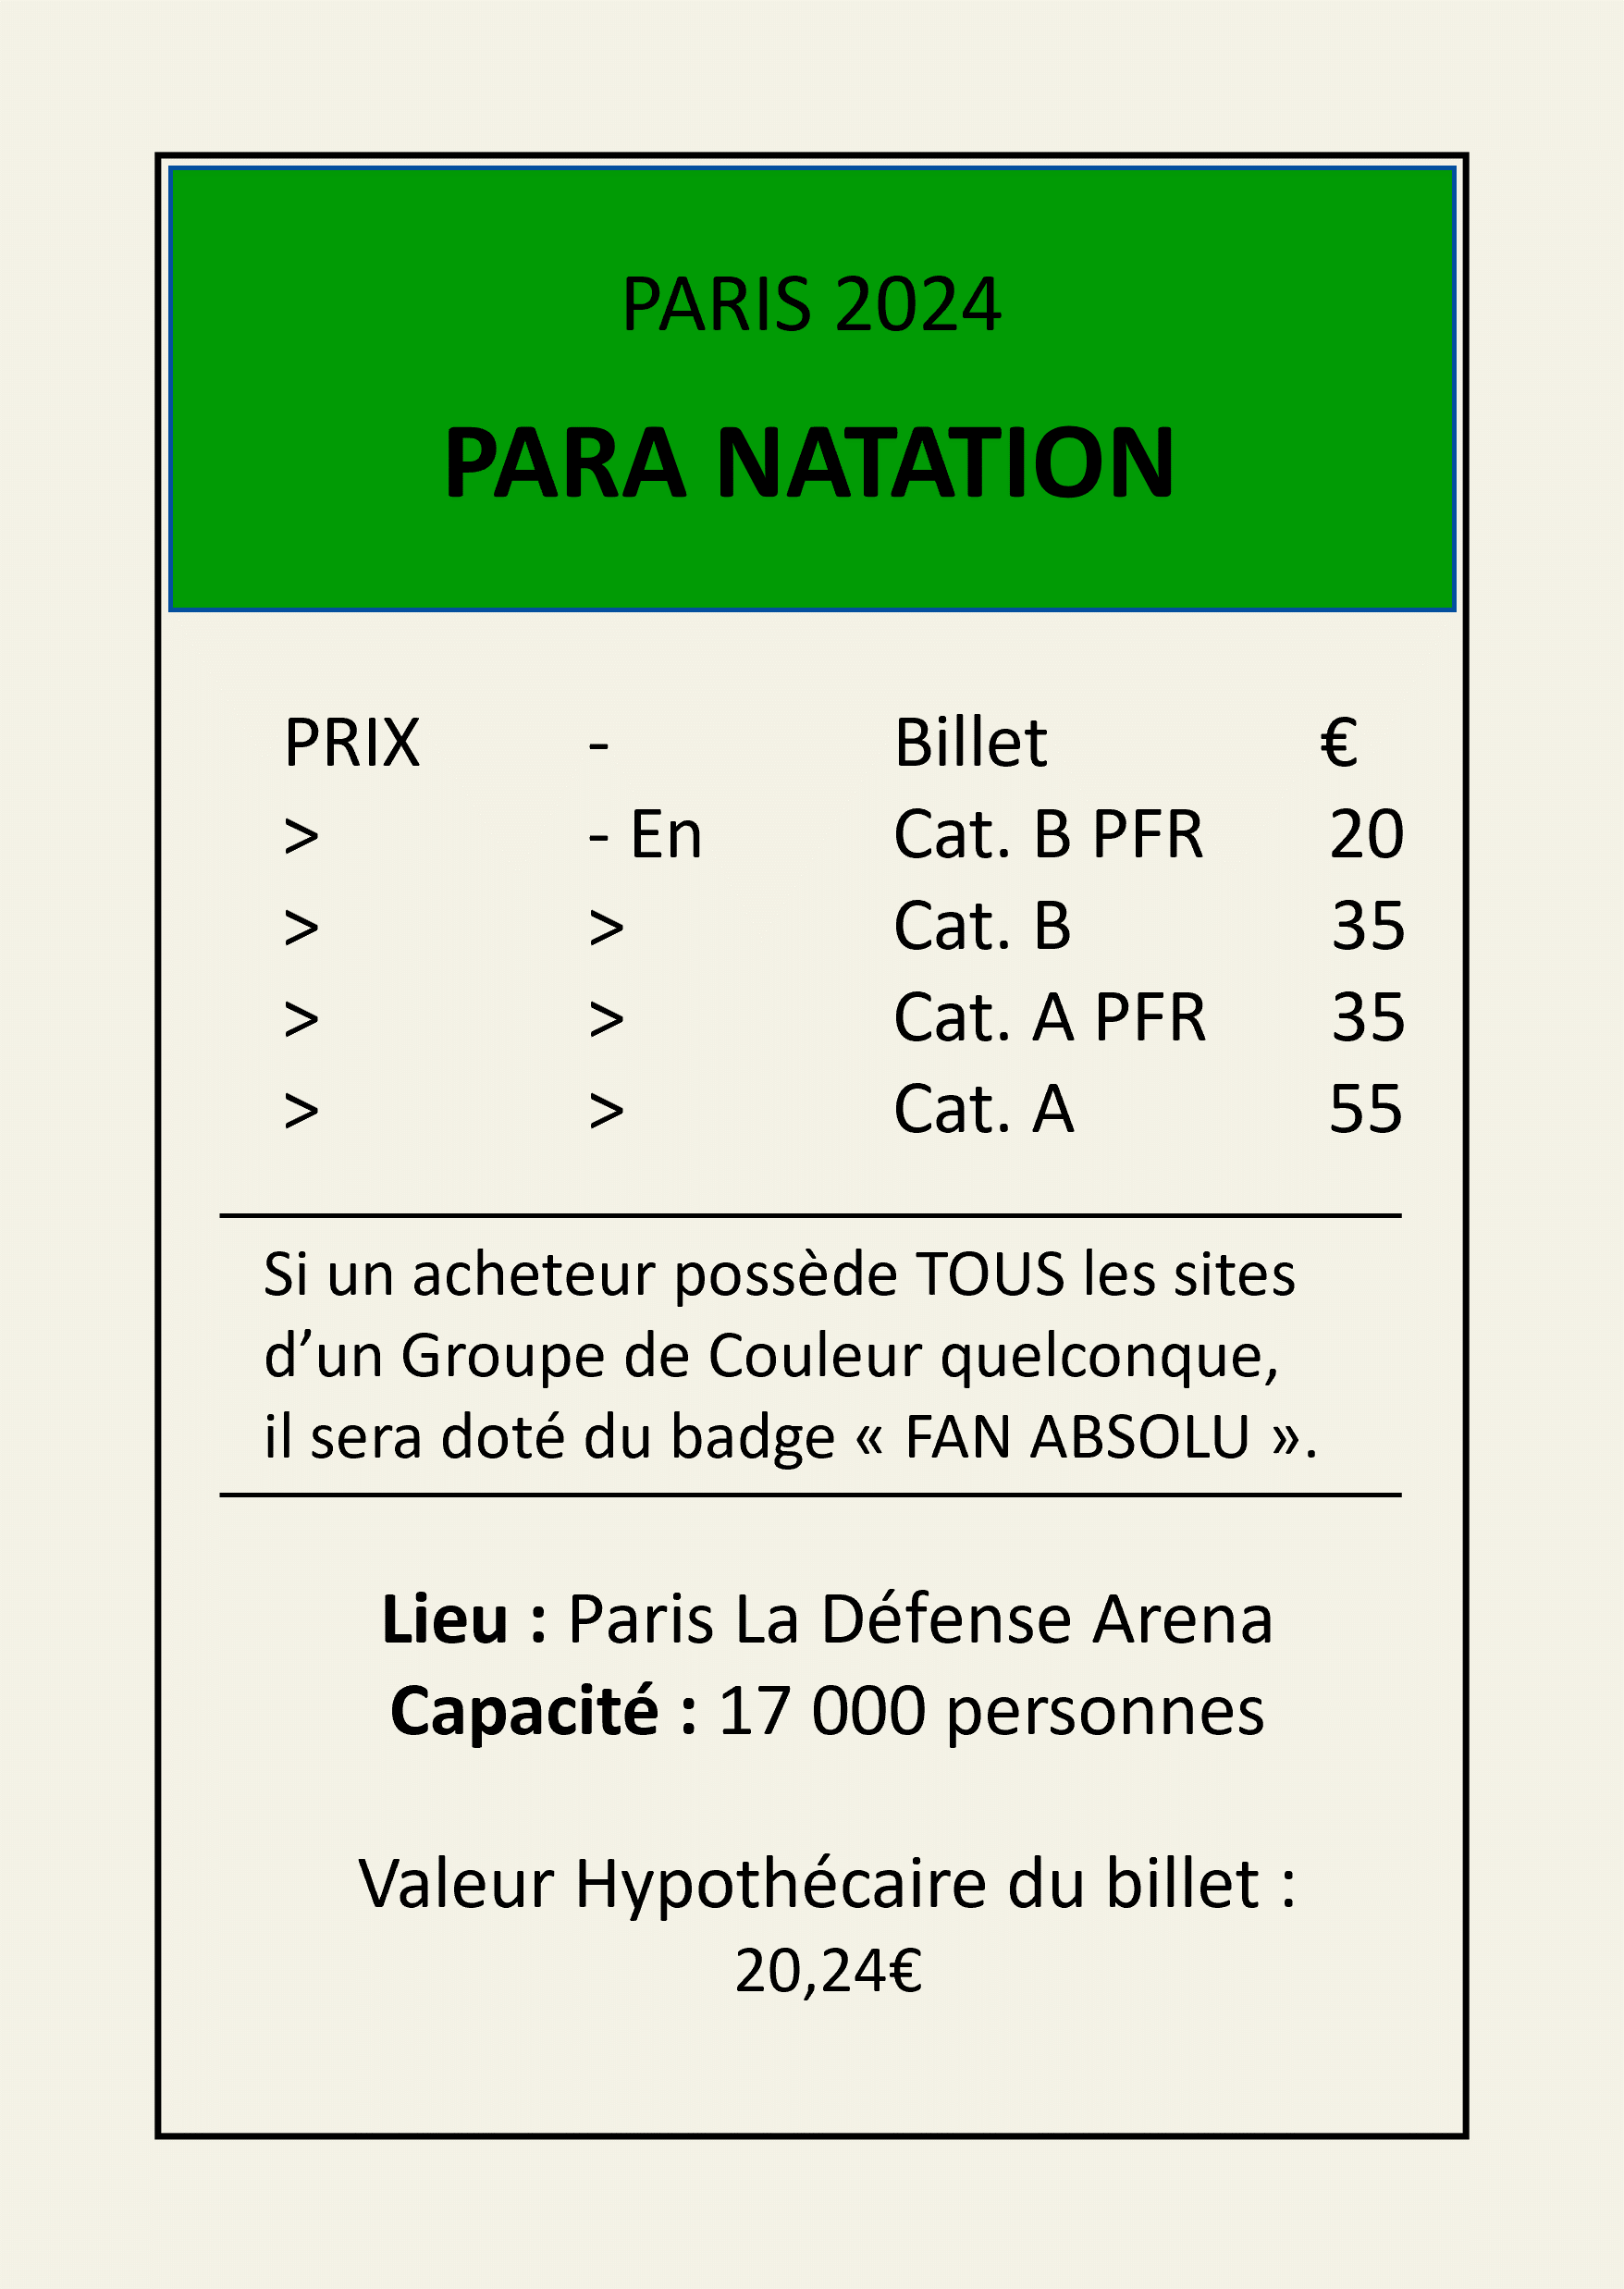 PARIS 2024
PARA NATATION
PRIX - Billet €
> - En Cat. B PFR 20
> > Cat. B 35
> > Cat. A PFR 35
> > Cat. A 55
Si un acheteur possède TOUS les sites
d’un Groupe de Couleur quelconque,
il sera doté du badge « FAN ABSOLU ».
Lieu : Paris La Défense Arena
Capacité : 17 000 personnes
Valeur Hypothécaire du billet :
20,24€